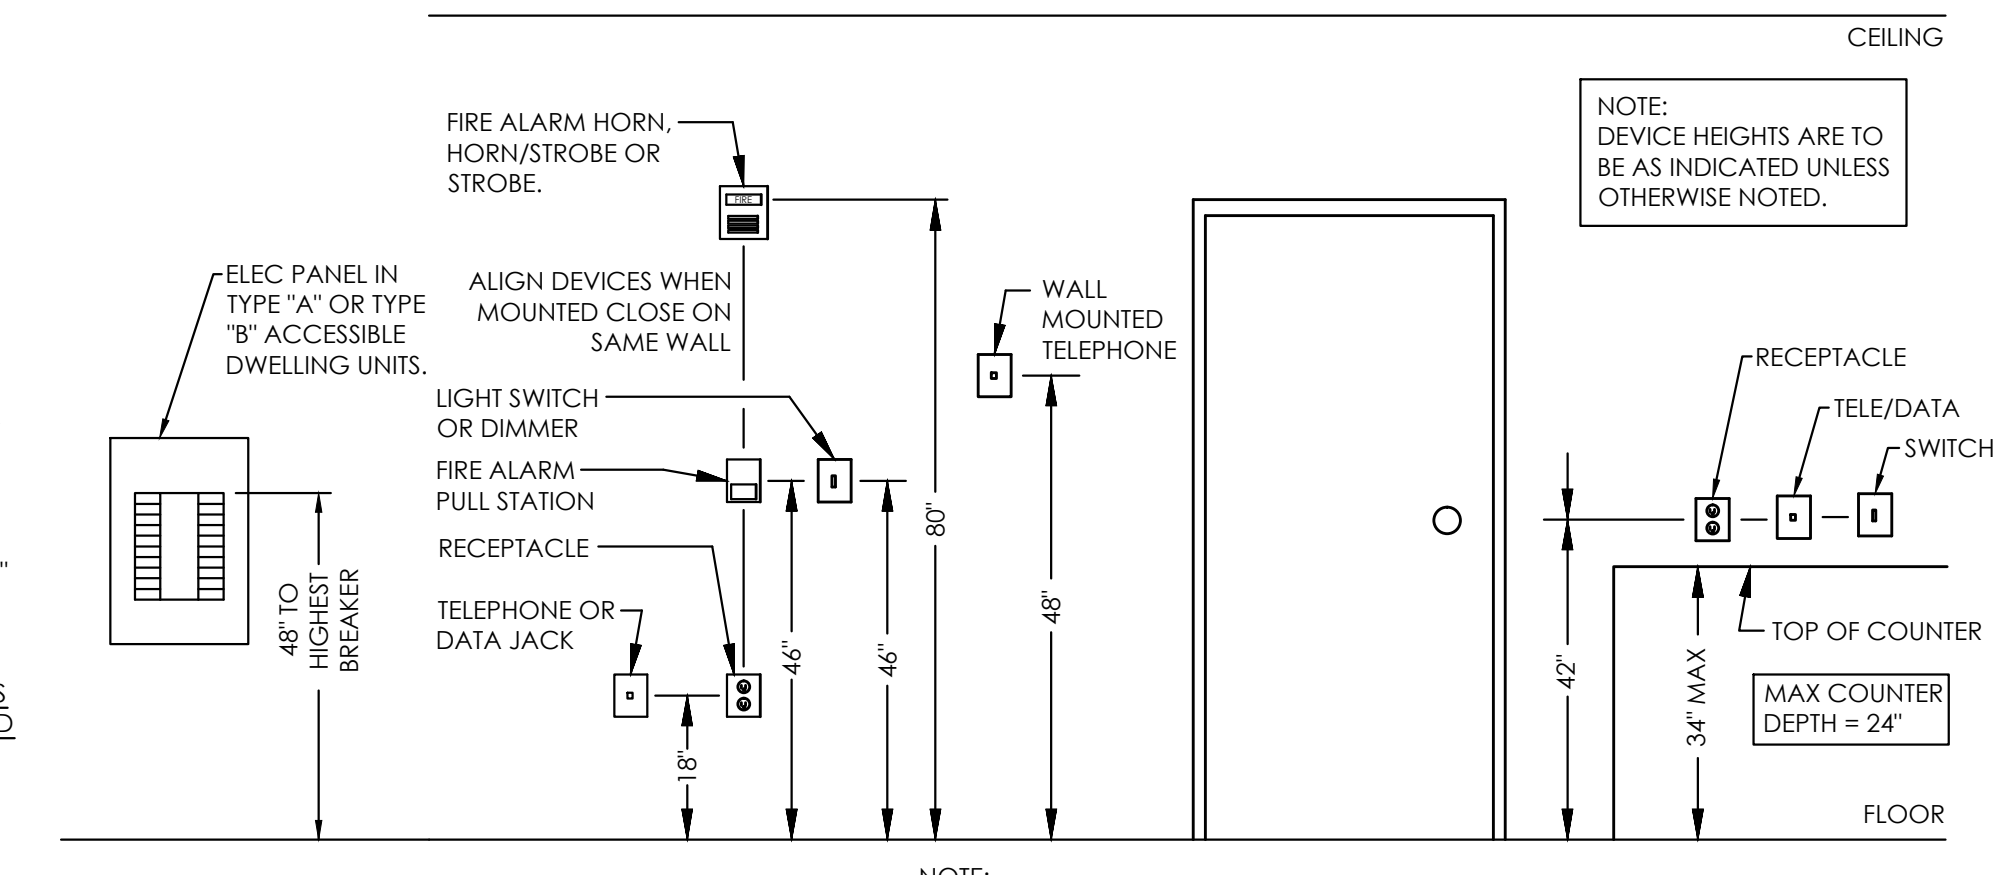 CEILING
NOTE:
DEVICE HEIGHTS ARE TO
BE AS INDICATED UNLESS
OTHERWISE NOTED.
FIRE ALARM HORN,
HORN/STROBE OR
STROBE.
FIRE
ELEC PANEL IN
TYPE "A" OR TYPE
"B" ACCESSIBLE
DWELLING UNITS.
ALIGN DEVICES WHEN
MOUNTED CLOSE ON
SAME WALL
WALL
MOUNTED
TELEPHONE
LIGHT SWITCH
OR DIMMER
FIRE ALARM
PULL STATION
RECEPTACLE
TELEPHONE OR
DATA JACK
48" TO
HIGHEST
BREAKER
18"
46"
46"
80"
48"
RECEPTACLE
TELE/DATA
SWITCH
42"
34" MAX
TOP OF COUNTER
MAX COUNTER
DEPTH = 24"
FLOOR
NOTE: